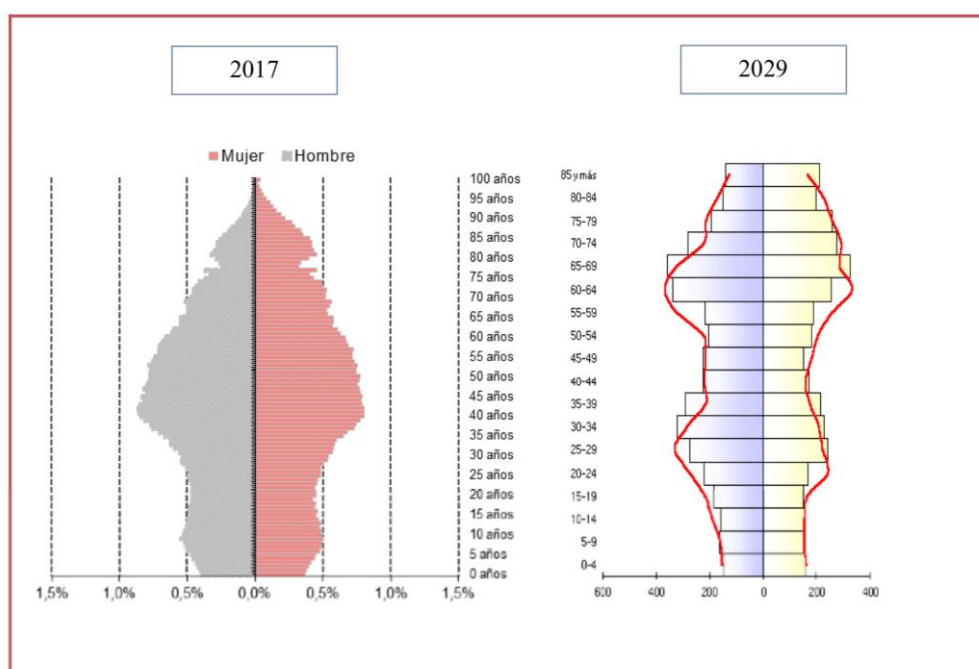 2017
2029
Mujer Hombre
100 años
95 años
90 años
85 años
80 años
75 años
70 años
65 años
60 años
55 años
50 años
45 años
40 años
35 años
30 años
25 años
20 años
15 años
10 años
5 años
0 años
1,5% 1,0% 0,5% 0,0% 0,5% 1,0% 1,5%
85 y más
80-84
75-79
70-74
65-69
60-64
55-59
50-54
45-49
40-44
35-39
30-34
25-29
20-24
15-19
10-14
5-9
0-4
600 400 200 0 200 400